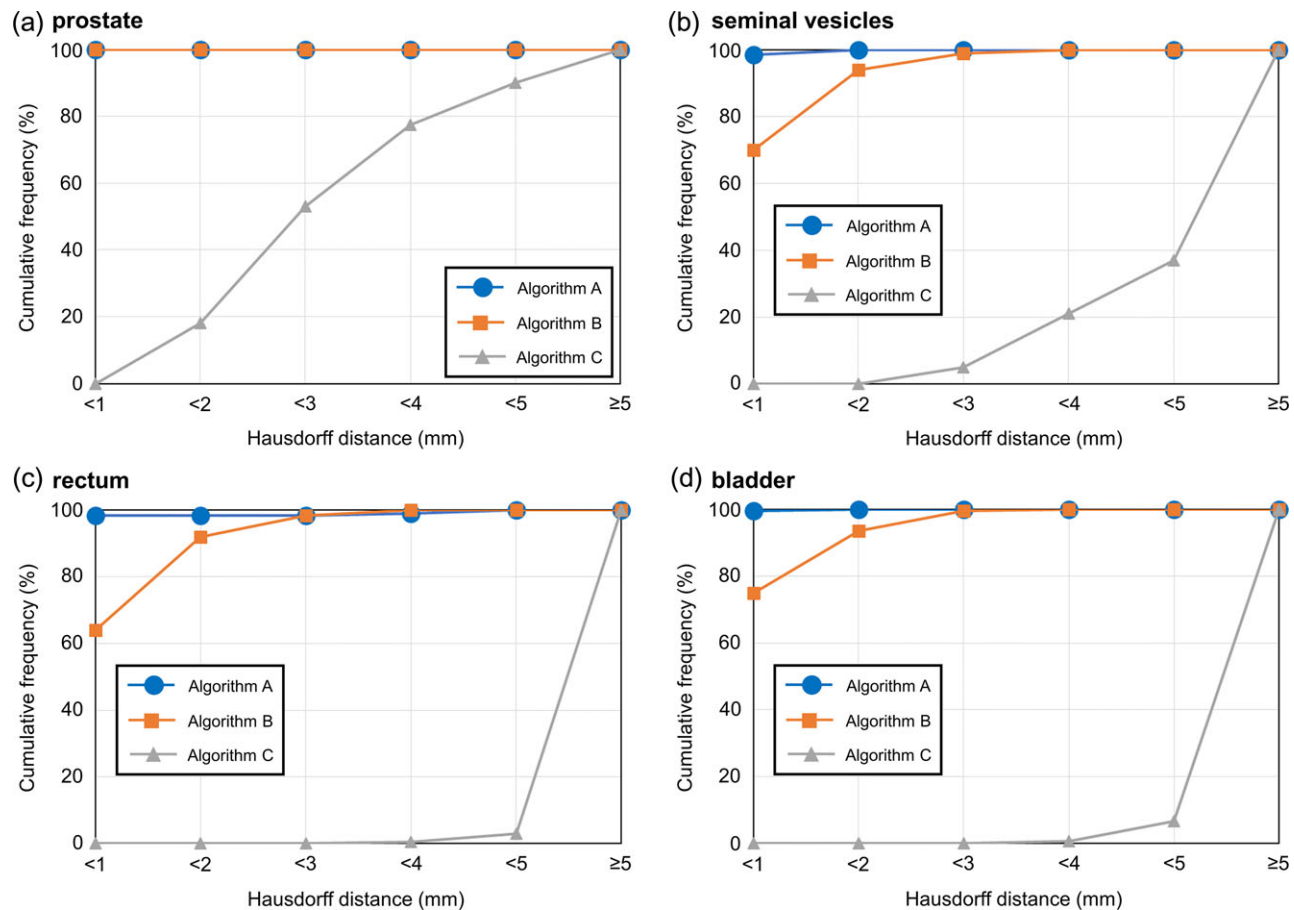 (a) prostate
Cumulative frequency (%)
100
80
60
40
20
0
Algorithm A
Algorithm B
Algorithm C
<1 <2 <3 <4 <5 ≥5
Hausdorff distance (mm)
(b) seminal vesicles
Cumulative frequency (%)
100
80
60
40
20
0
Algorithm A
Algorithm B
Algorithm C
<1 <2 <3 <4 <5 ≥5
Hausdorff distance (mm)
(c) rectum
Cumulative frequency (%)
100
80
60
40
20
0
Algorithm A
Algorithm B
Algorithm C
<1 <2 <3 <4 <5 ≥5
Hausdorff distance (mm)
(d) bladder
Cumulative frequency (%)
100
80
60
40
20
0
Algorithm A
Algorithm B
Algorithm C
<1 <2 <3 <4 <5 ≥5
Hausdorff distance (mm)